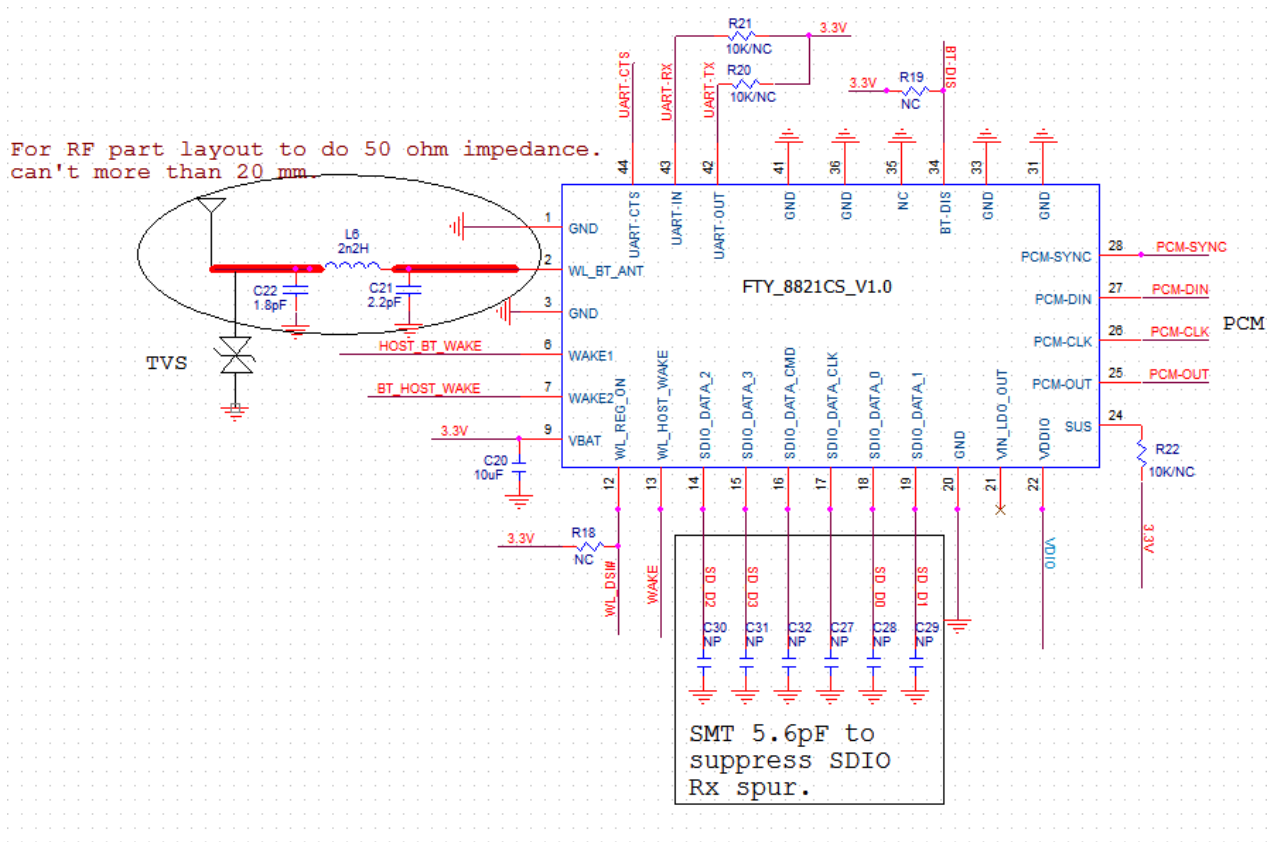 R21
3.3V
10K/NC
UART-CTS
UART-RX
UART-TX
R20
10K/NC
3.3V
R19
NC
BT-DIS
For RF part layout to do 50 ohm impedance.
can't more than 20 mm.
44
43
42
41
36
35
34
33
31
UART-CTS
UART-IN
UART-OUT
GND
GND
NC
BT-DIS
GND
GND
1
GND
L6
2n2H
2
WL_BT_ANT
C22
1.8pF
C21
2.2pF
3
GND
FTY_8821CS_V1.0
PCM-SYNC
28
PCM-SYNC
PCM-DIN
27
PCM-DIN
PCM-CLK
26
PCM-CLK
PCM
PCM-OUT
25
PCM-OUT
SUS
24
TVS
HOST_BT_WAKE
6
WAKE1
BT_HOST_WAKE
7
WAKE2
3.3V
9
VBAT
C20
10uF
WL_REG_ON
WL_HOST_WAKE
SDIO_DATA_2
SDIO_DATA_3
SDIO_DATA_CMD
SDIO_DATA_CLK
SDIO_DATA_0
SDIO_DATA_1
GND
VIN_LDO_OUT
VDDIO
R22
10K/NC
3.3V
12
13
14
15
16
17
18
19
20
21
22
3.3V
R18
NC
WL_DSI#
WAKE
SD_D2
SD_D3
SD_D0
SD_D1
VDIO
C30
NP
C31
NP
C32
NP
C27
NP
C28
NP
C29
NP
SMT 5.6pF to
suppress SDIO
Rx spur.